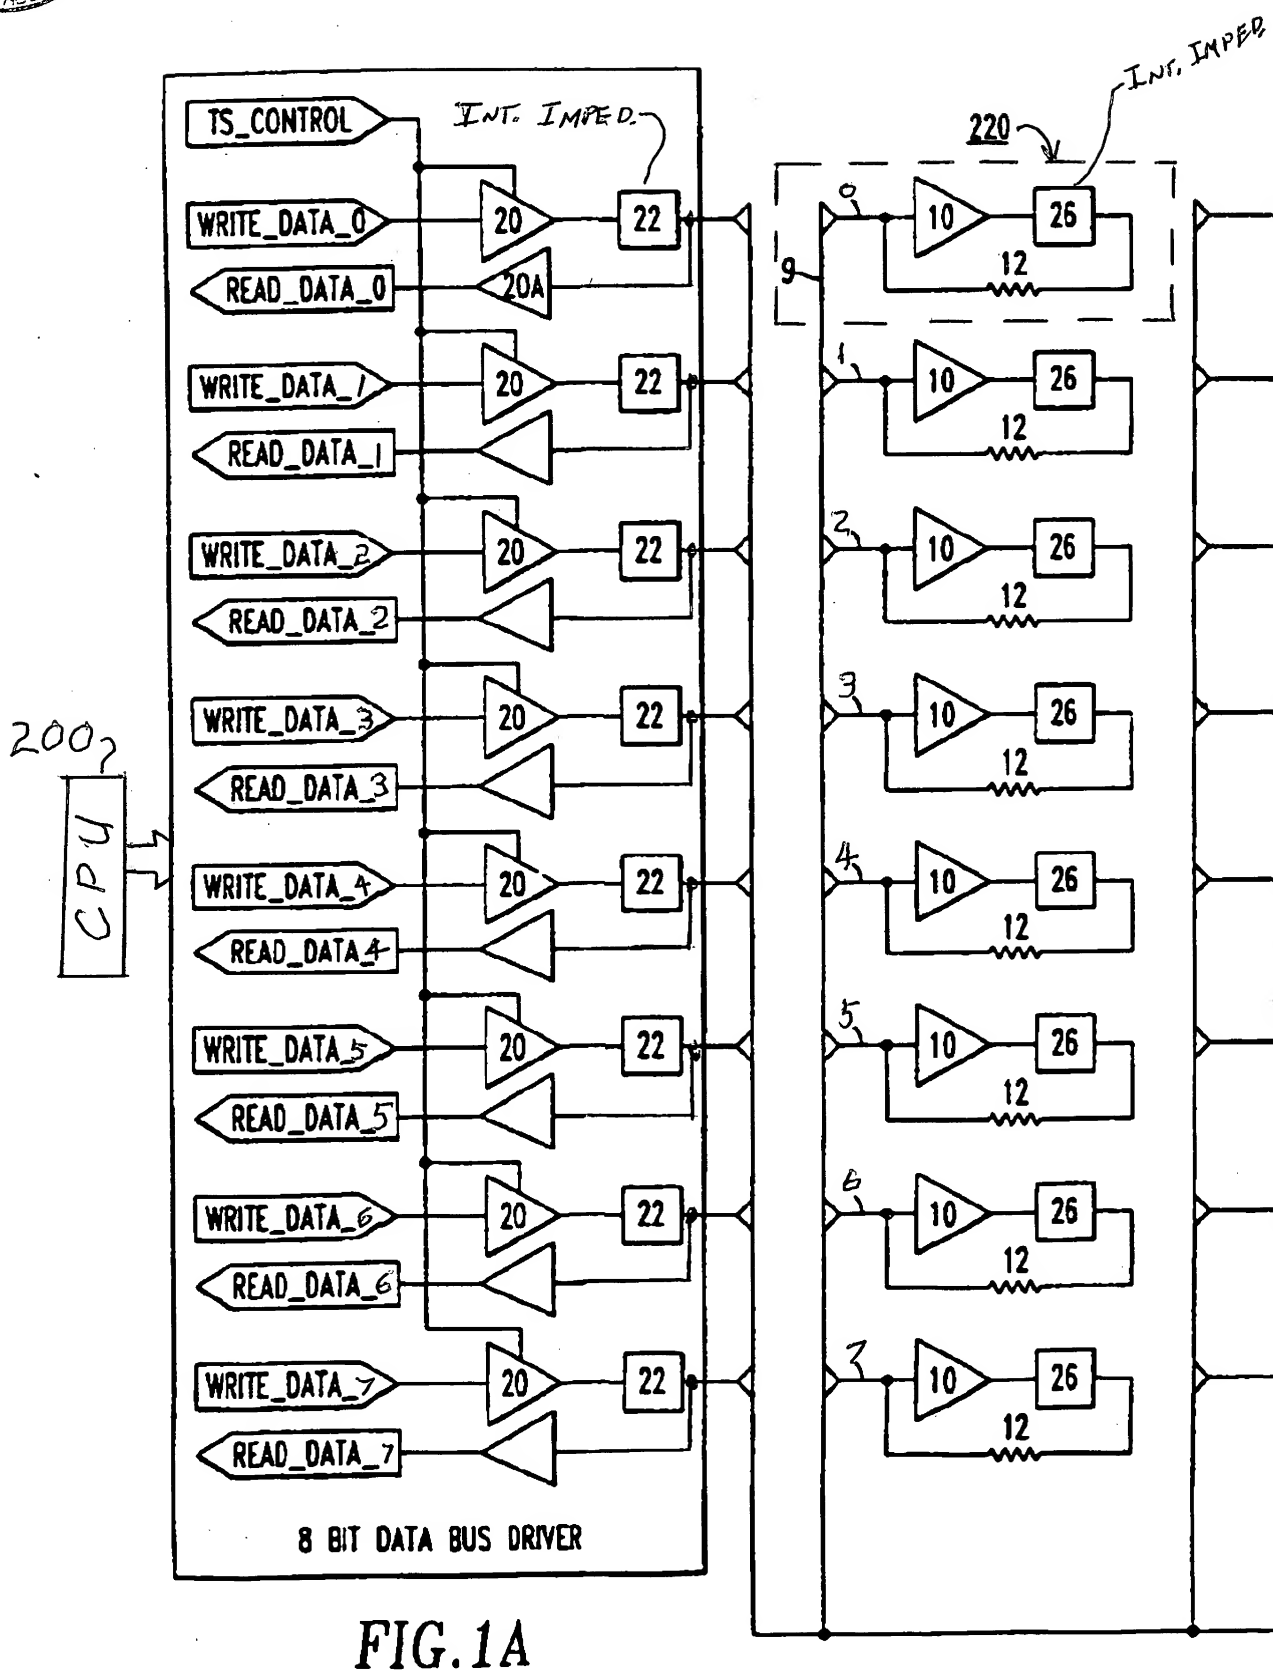 INT. IMPED.
220
TS_CONTROL
INT. IMPED.
WRITE_DATA_0
20
22
0
10
26
9
READ_DATA_0
20A
12
WRITE_DATA_1
20
22
1
10
26
READ_DATA_1
12
WRITE_DATA_2
20
22
2
10
26
READ_DATA_2
12
WRITE_DATA_3
20
22
3
10
26
200
READ_DATA_3
12
CPU
WRITE_DATA_4
20
22
4
10
26
READ_DATA_4
12
WRITE_DATA_5
20
22
5
10
26
READ_DATA_5
12
WRITE_DATA_6
20
22
6
10
26
READ_DATA_6
12
WRITE_DATA_7
20
22
7
10
26
READ_DATA_7
12
8 BIT DATA BUS DRIVER
FIG.1A